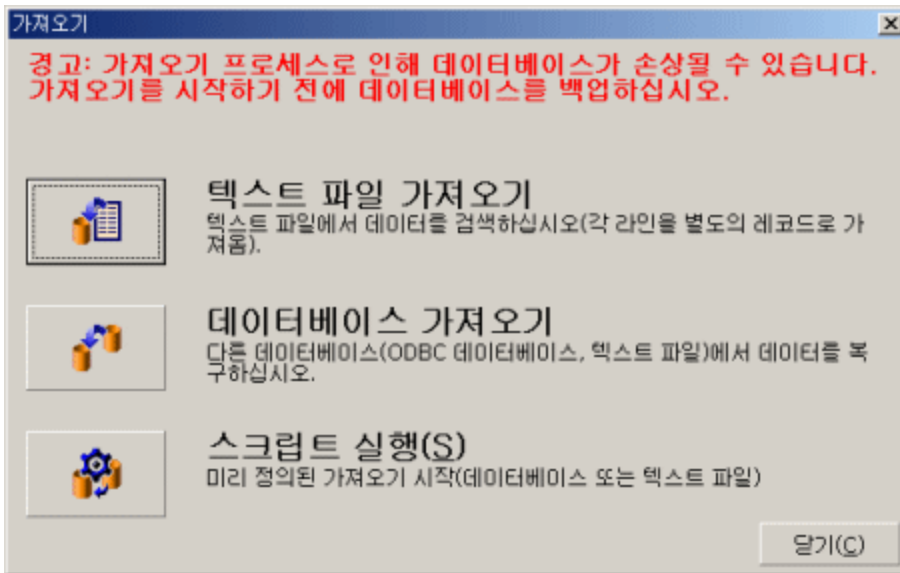 가져오기
경고: 가져오기 프로세스로 인해 데이터베이스가 손상될 수 있습니다.
가져오기를 시작하기 전에 데이터베이스를 백업하십시오.
텍스트 파일 가져오기
텍스트 파일에서 데이터를 검색하십시오(각 라인을 별도의 레코드로 가
져옴).
데이터베이스 가져오기
다른 데이터베이스(ODBC 데이터베이스, 텍스트 파일)에서 데이터를 복
구하십시오.
스크립트 실행(S)
미리 정의된 가져오기 시작(데이터베이스 또는 텍스트 파일)
닫기(C)